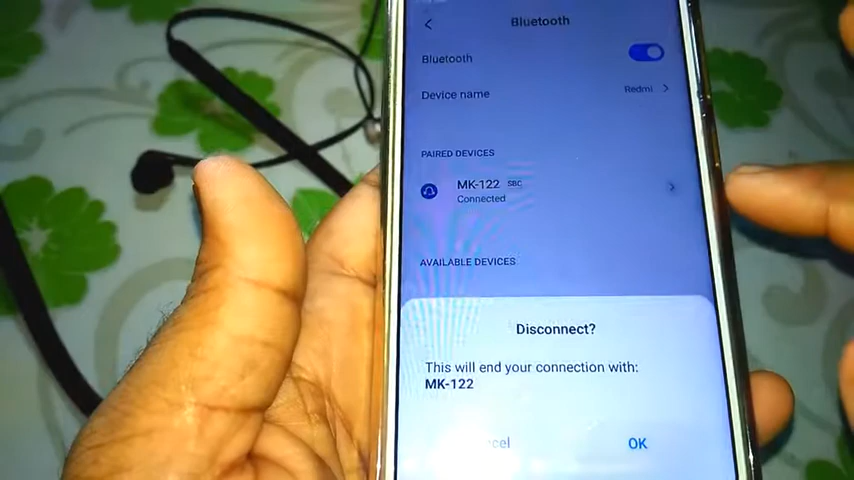 Bluetooth
Bluetooth
Device name Redmi
PAIRED DEVICES
MK-122 SBC
Connected
AVAILABLE DEVICES
Disconnect?
This will end your connection with:
MK-122
OK